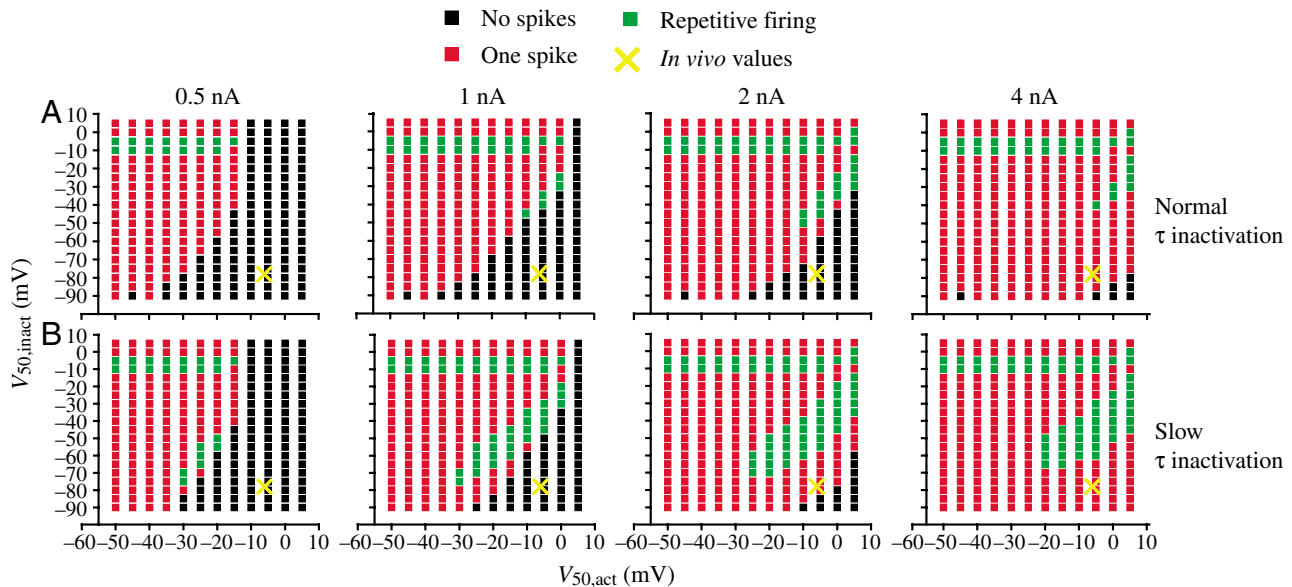 No spikes
Repetitive firing
One spike
In vivo values
0.5 nA
1 nA
2 nA
4 nA
A
10
0
–10
–20
–30
–40
–50
–60
–70
–80
–90
Normal
τ inactivation
V50,inact (mV)
B
10
0
–10
–20
–30
–40
–50
–60
–70
–80
–90
Slow
τ inactivation
–60 –50 –40 –30 –20 –10 0 10
–60 –50 –40 –30 –20 –10 0 10
–60 –50 –40 –30 –20 –10 0 10
–60 –50 –40 –30 –20 –10 0 10
V50,act (mV)